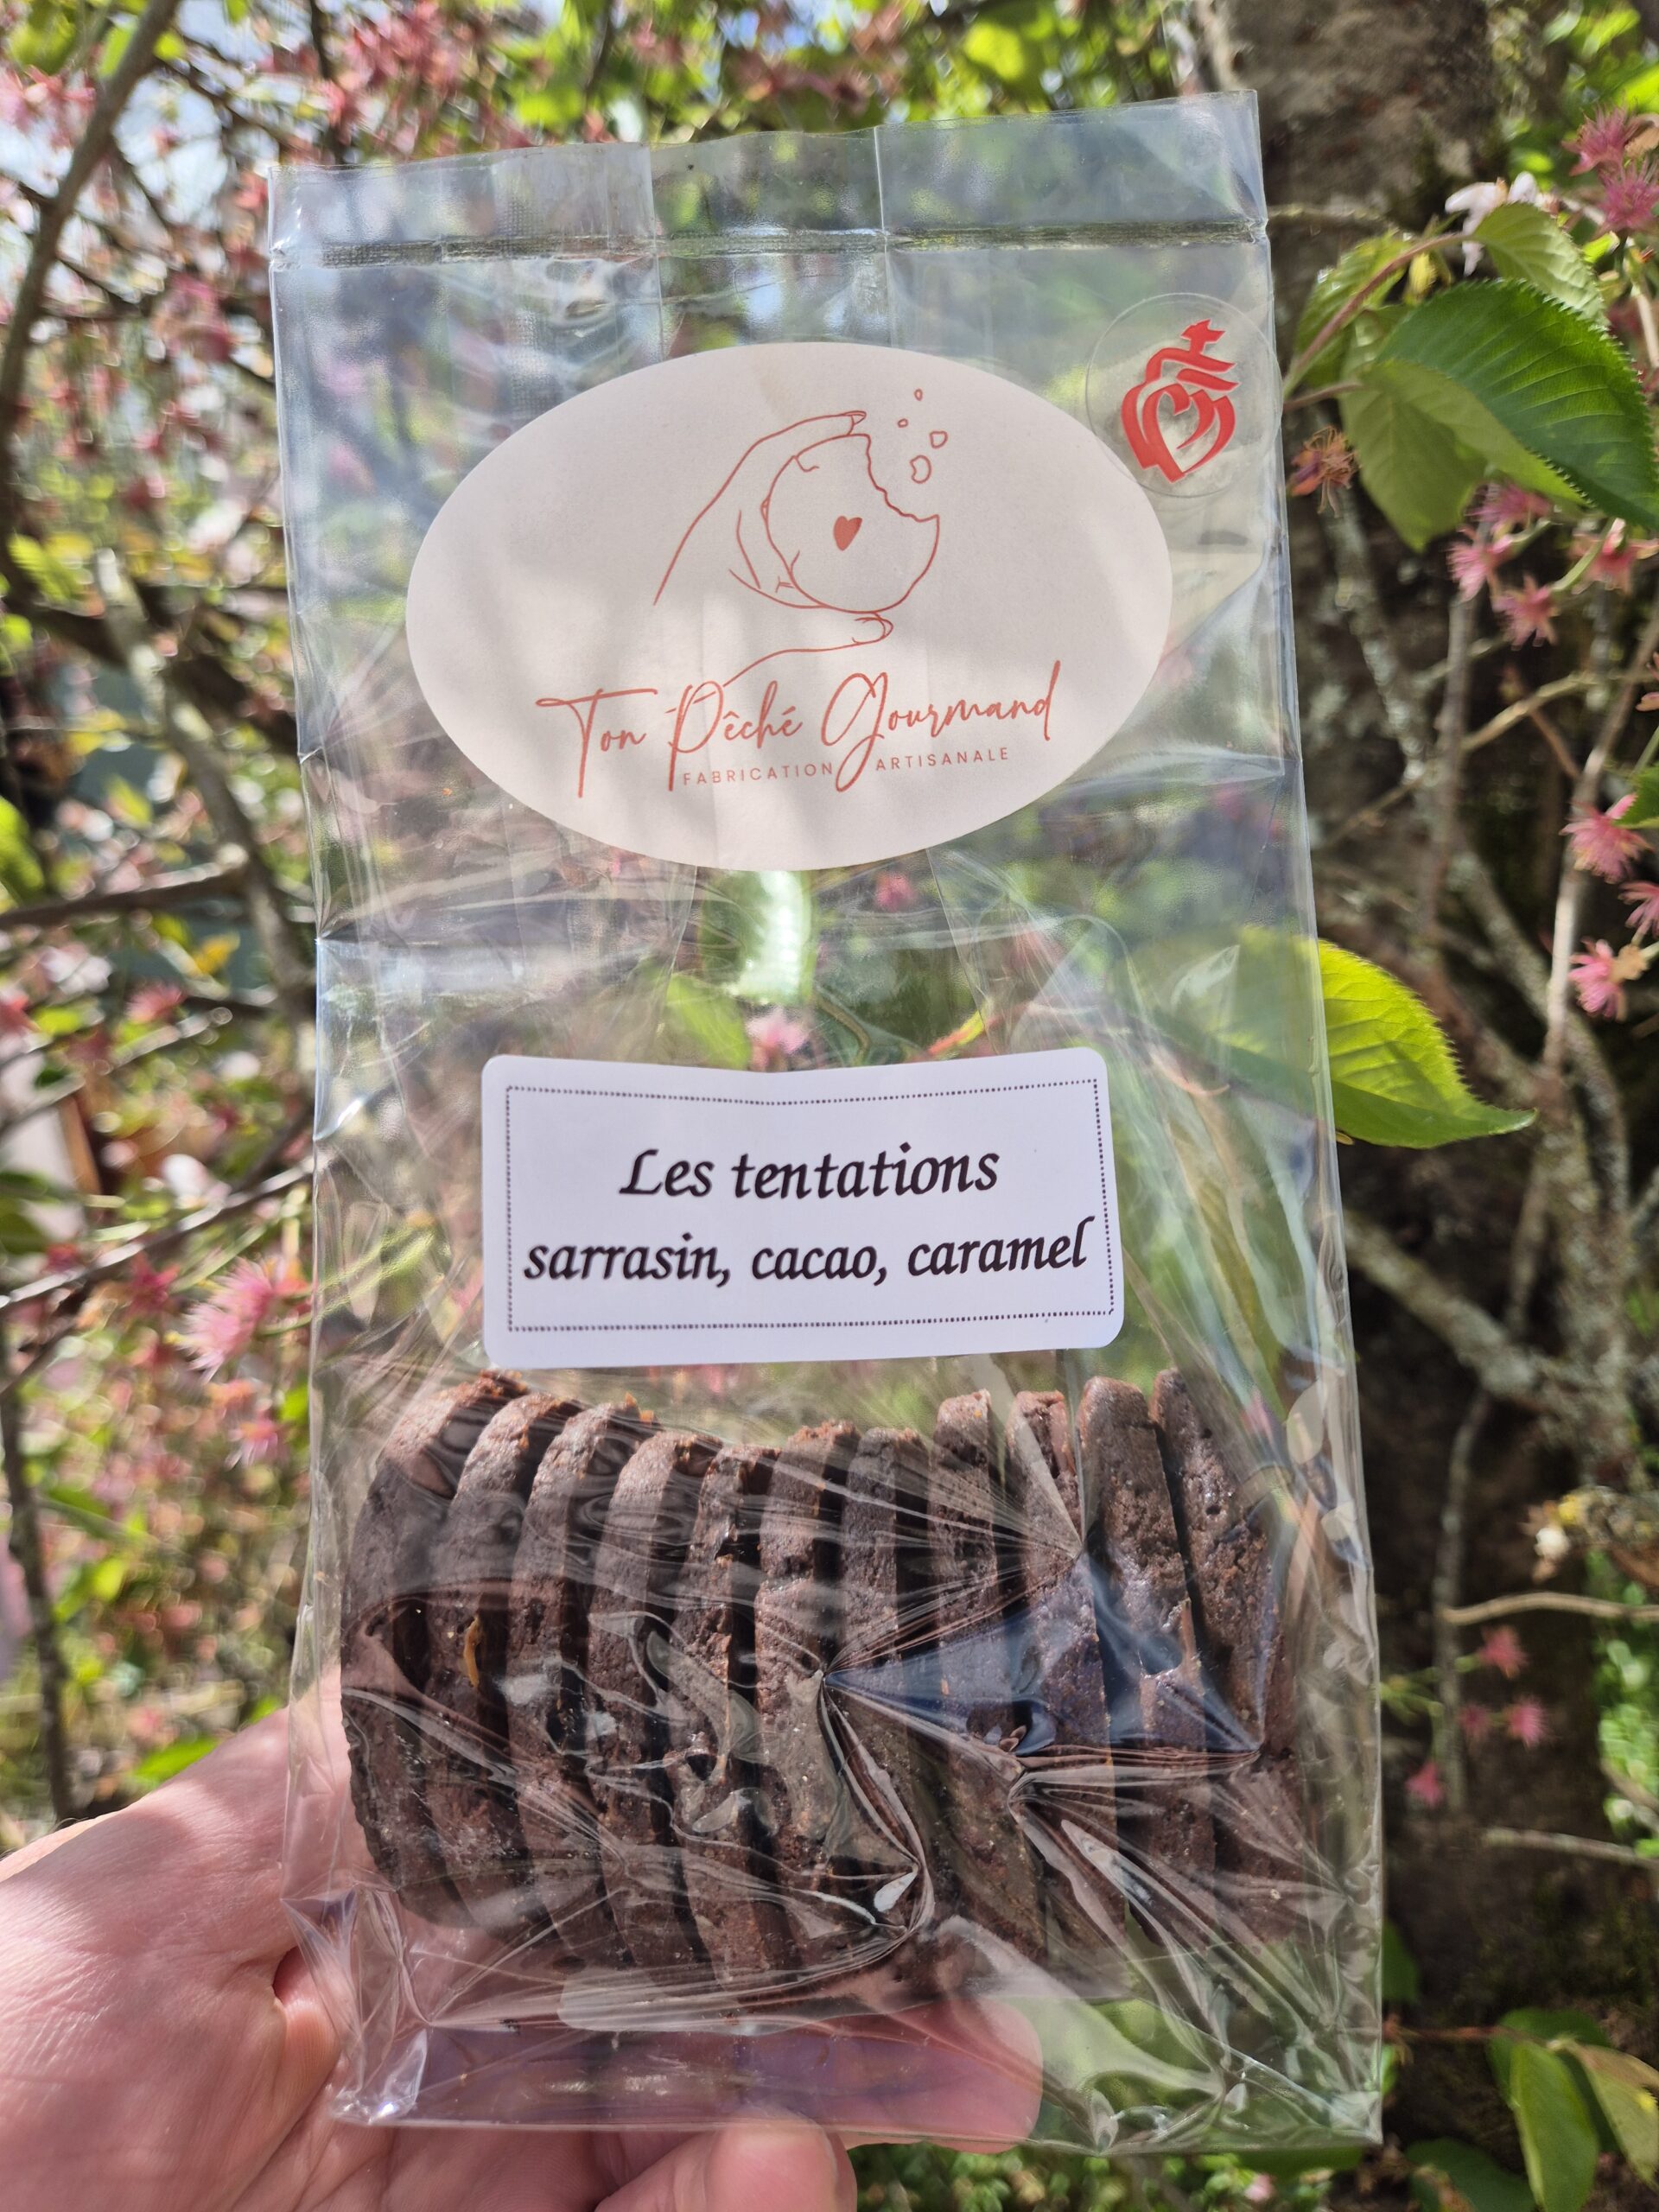 Ton Pêché Gourmand
FABRICATION ARTISANALE
Les tentations
sarrasin, cacao, caramel